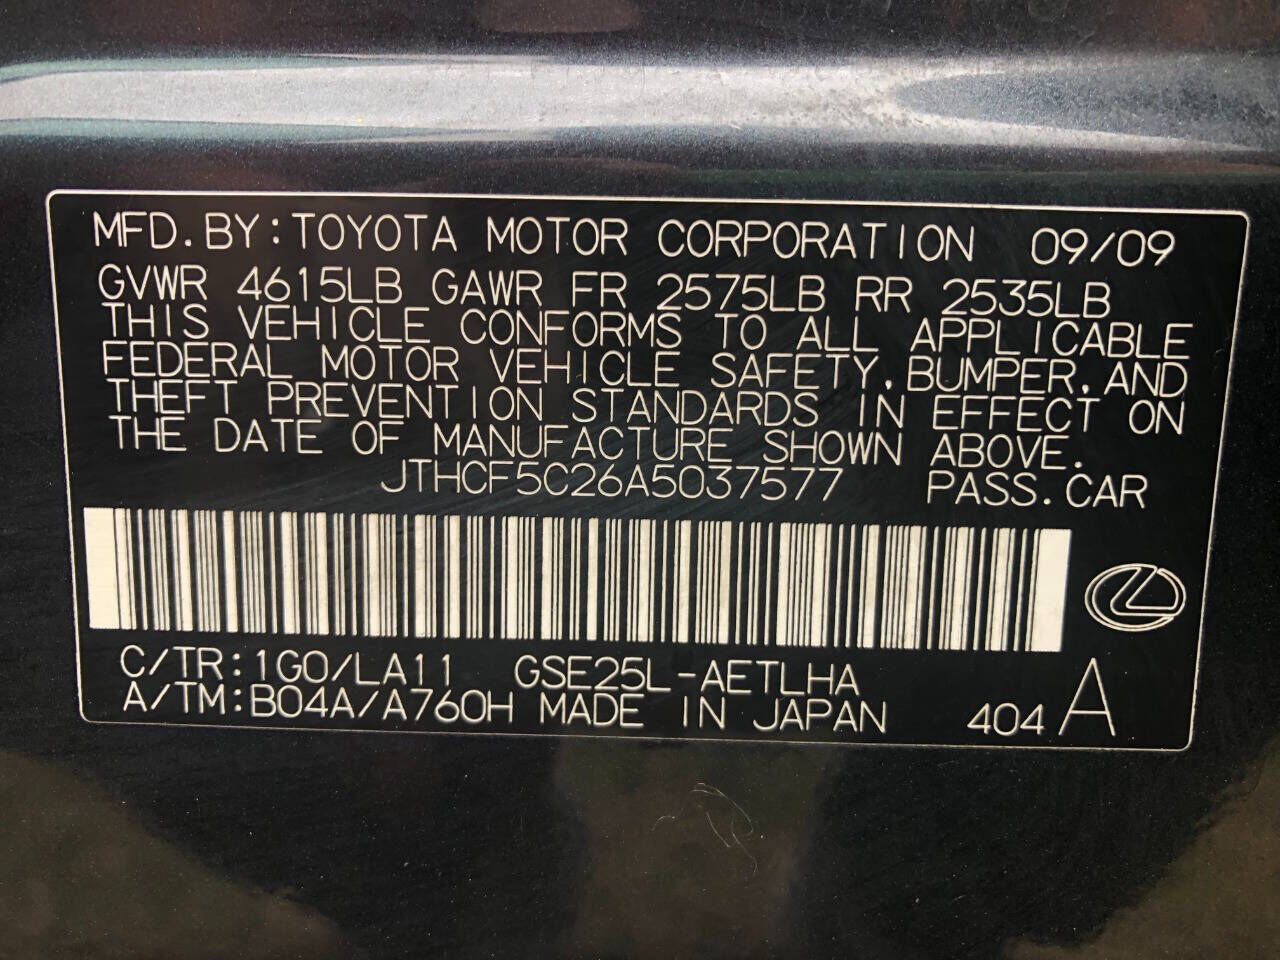 MFD.BY:TOYOTA MOTOR CORPORATION 09/09
GVWR 4615LB GAWR FR 2575LB RR 2535LB
THIS VEHICLE CONFORMS TO ALL APPLICABLE
FEDERAL MOTOR VEHICLE SAFETY,BUMPER,AND
THEFT PREVENTION STANDARDS IN EFFECT ON
THE DATE OF MANUFACTURE SHOWN ABOVE.
JTHCF5C26A5037577 PASS.CAR
C/TR:1G0/LA11 GSE25L-AETLHA
A/TM:B04A/A760H MADE IN JAPAN 404 A